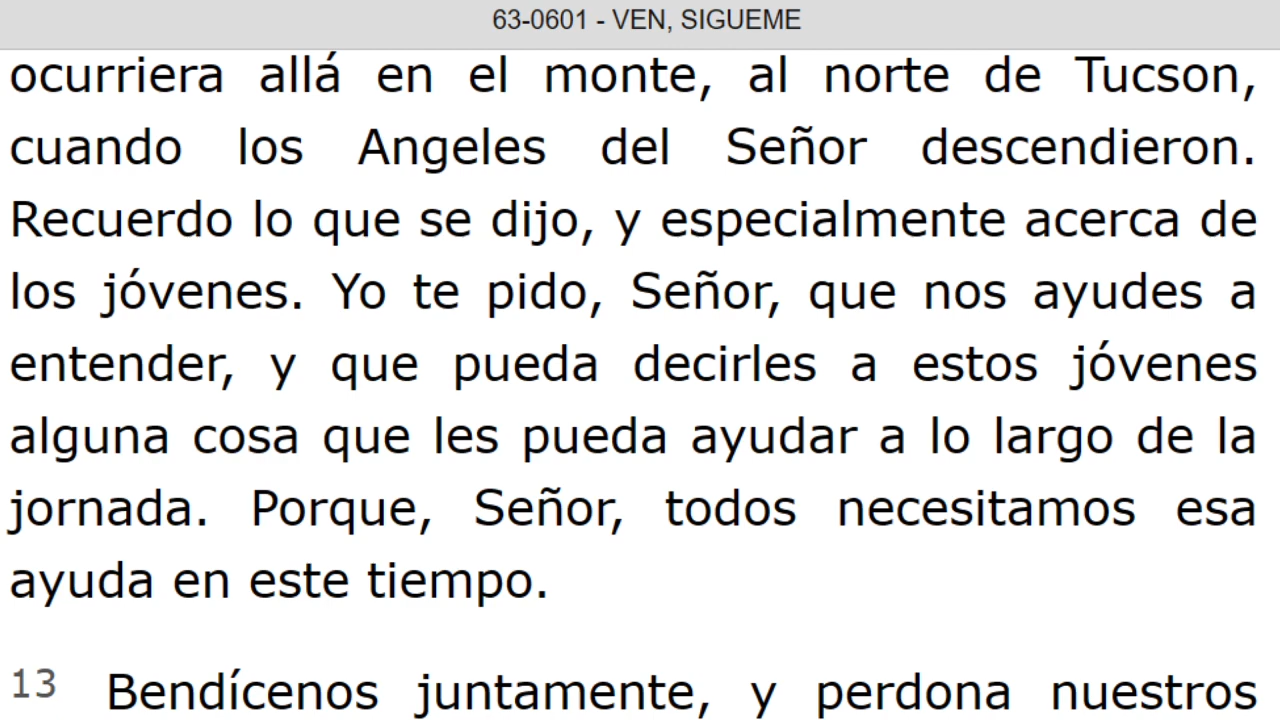 63-0601 - VEN, SIGUEME
ocurriera allá en el monte, al norte de Tucson,
cuando los Angeles del Señor descendieron.
Recuerdo lo que se dijo, y especialmente acerca de
los jóvenes. Yo te pido, Señor, que nos ayudes a
entender, y que pueda decirles a estos jóvenes
alguna cosa que les pueda ayudar a lo largo de la
jornada. Porque, Señor, todos necesitamos esa
ayuda en este tiempo.
13 Bendícenos juntamente, y perdona nuestros